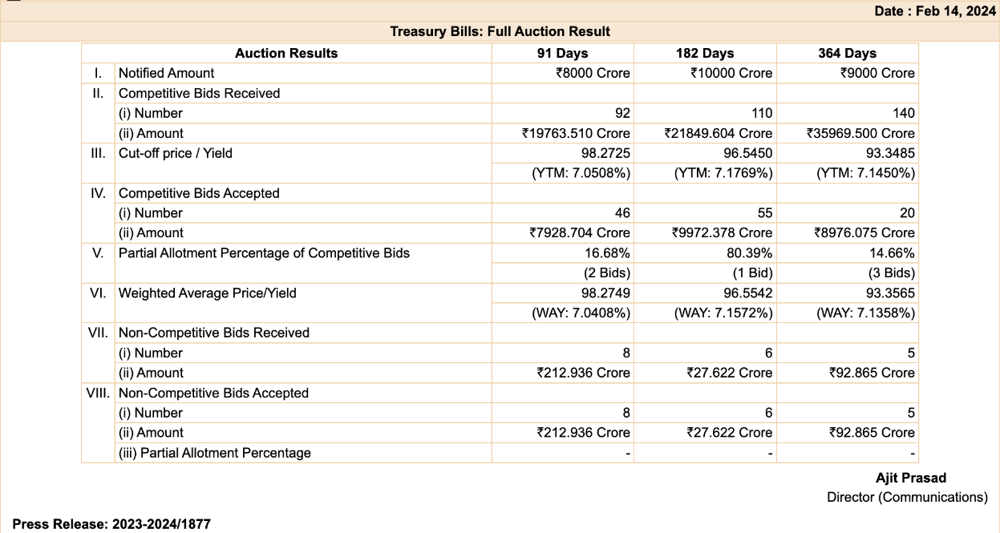 Date : Feb 14, 2024
Treasury Bills: Full Auction Result
Auction Results 91 Days 182 Days 364 Days
I. Notified Amount ₹8000 Crore ₹10000 Crore ₹9000 Crore
II. Competitive Bids Received
(i) Number 92 110 140
(ii) Amount ₹19763.510 Crore ₹21849.604 Crore ₹35969.500 Crore
III. Cut-off price / Yield 98.2725 96.5450 93.3485
(YTM: 7.0508%) (YTM: 7.1769%) (YTM: 7.1450%)
IV. Competitive Bids Accepted
(i) Number 46 55 20
(ii) Amount ₹7928.704 Crore ₹9972.378 Crore ₹8976.075 Crore
V. Partial Allotment Percentage of Competitive Bids 16.68% 80.39% 14.66%
(2 Bids) (1 Bid) (3 Bids)
VI. Weighted Average Price/Yield 98.2749 96.5542 93.3565
(WAY: 7.0408%) (WAY: 7.1572%) (WAY: 7.1358%)
VII. Non-Competitive Bids Received
(i) Number 8 6 5
(ii) Amount ₹212.936 Crore ₹27.622 Crore ₹92.865 Crore
VIII. Non-Competitive Bids Accepted
(i) Number 8 6 5
(ii) Amount ₹212.936 Crore ₹27.622 Crore ₹92.865 Crore
(iii) Partial Allotment Percentage - - -
Ajit Prasad
Director (Communications)
Press Release: 2023-2024/1877